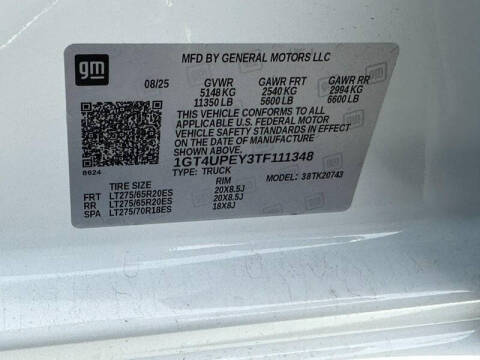 gm
MFD BY GENERAL MOTORS LLC
08/25 GVWR GAWR FRT GAWR RR
5148 KG 2540 KG 2994 KG
11350 LB 5600 LB 6600 LB
THIS VEHICLE CONFORMS TO ALL
APPLICABLE U.S. FEDERAL MOTOR
VEHICLE SAFETY STANDARDS IN EFFECT
ON THE DATE OF MANUFACTURE
SHOWN ABOVE.
8624
1GT4UPEY3TF111348
TYPE: TRUCK MODEL: 38TK20743
TIRE SIZE RIM
FRT LT275/65R20ES 20X8.5J
RR LT275/65R20ES 20X8.5J
SPA LT275/70R18ES 18X8J